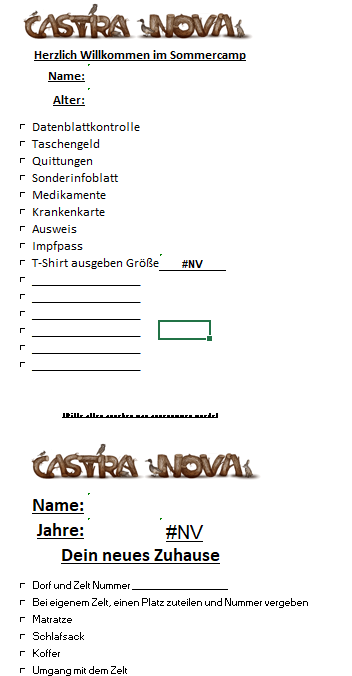 CASTRA NOVA
Herzlich Willkommen im Sommercamp
Name:
Alter:
Datenblattkontrolle
Taschengeld
Quittungen
Sonderinfoblatt
Medikamente
Krankenkarte
Ausweis
Impfpass
T-Shirt ausgeben Größe #NV
CASTRA NOVA
Name:
Jahre: #NV
Dein neues Zuhause
Dorf und Zelt Nummer
Bei eigenem Zelt, einen Platz zuteilen und Nummer vergeben
Matratze
Schlafsack
Koffer
Umgang mit dem Zelt